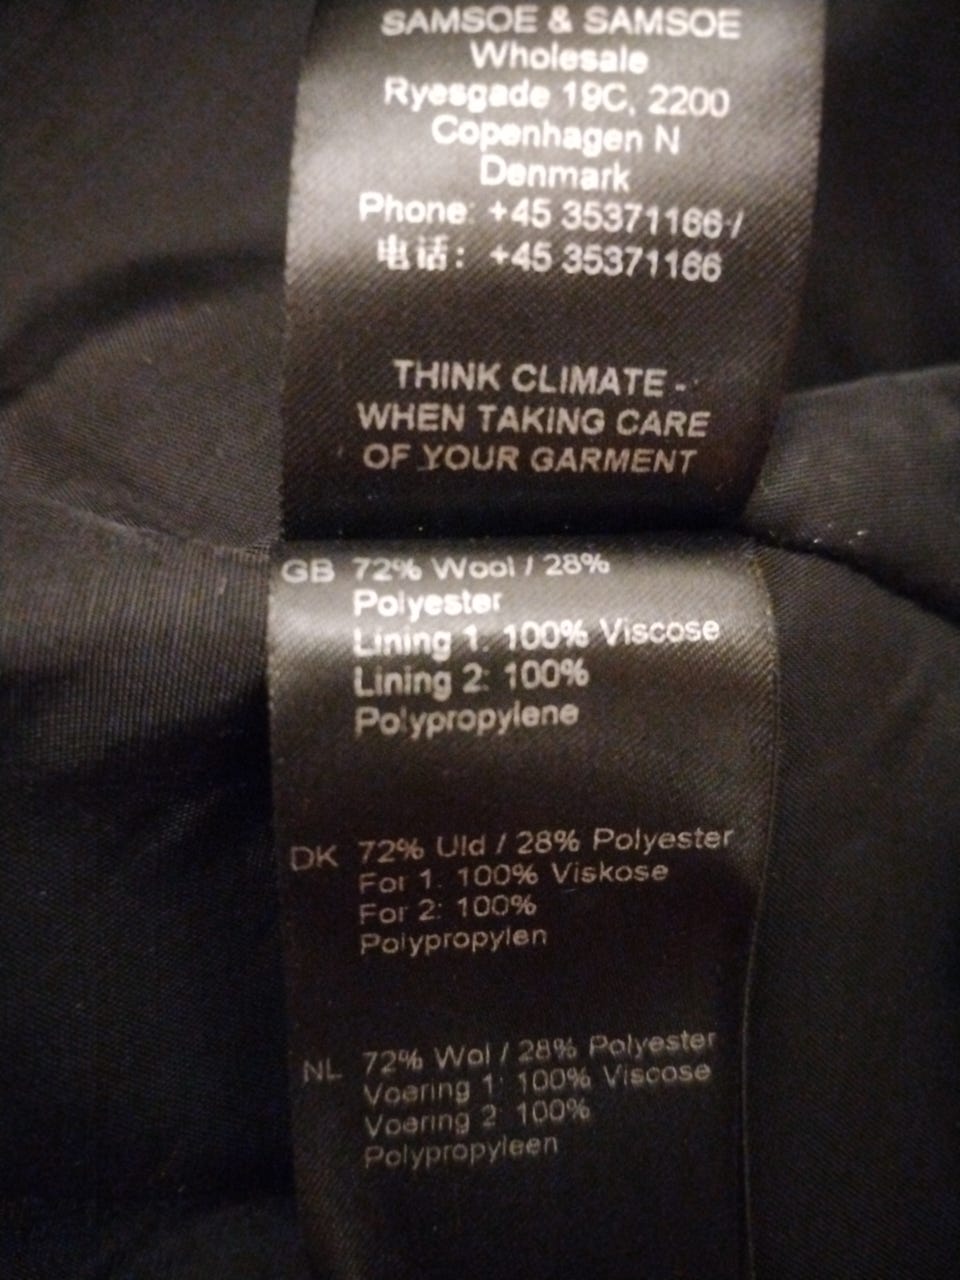 SAMSOE & SAMSOE
Wholesale
Ryesgade 19C, 2200
Copenhagen N
Denmark
Phone: +45 35371166 /
电话: +45 35371166
THINK CLIMATE -
WHEN TAKING CARE
OF YOUR GARMENT
GB 72% Wool / 28%
Polyester
Lining 1: 100% Viscose
Lining 2: 100%
Polypropylene
DK 72% Uld / 28% Polyester
For 1: 100% Viskose
For 2: 100%
Polypropylen
NL 72% Wol / 28% Polyester
Voering 1: 100% Viscose
Voering 2: 100%
Polypropyleen